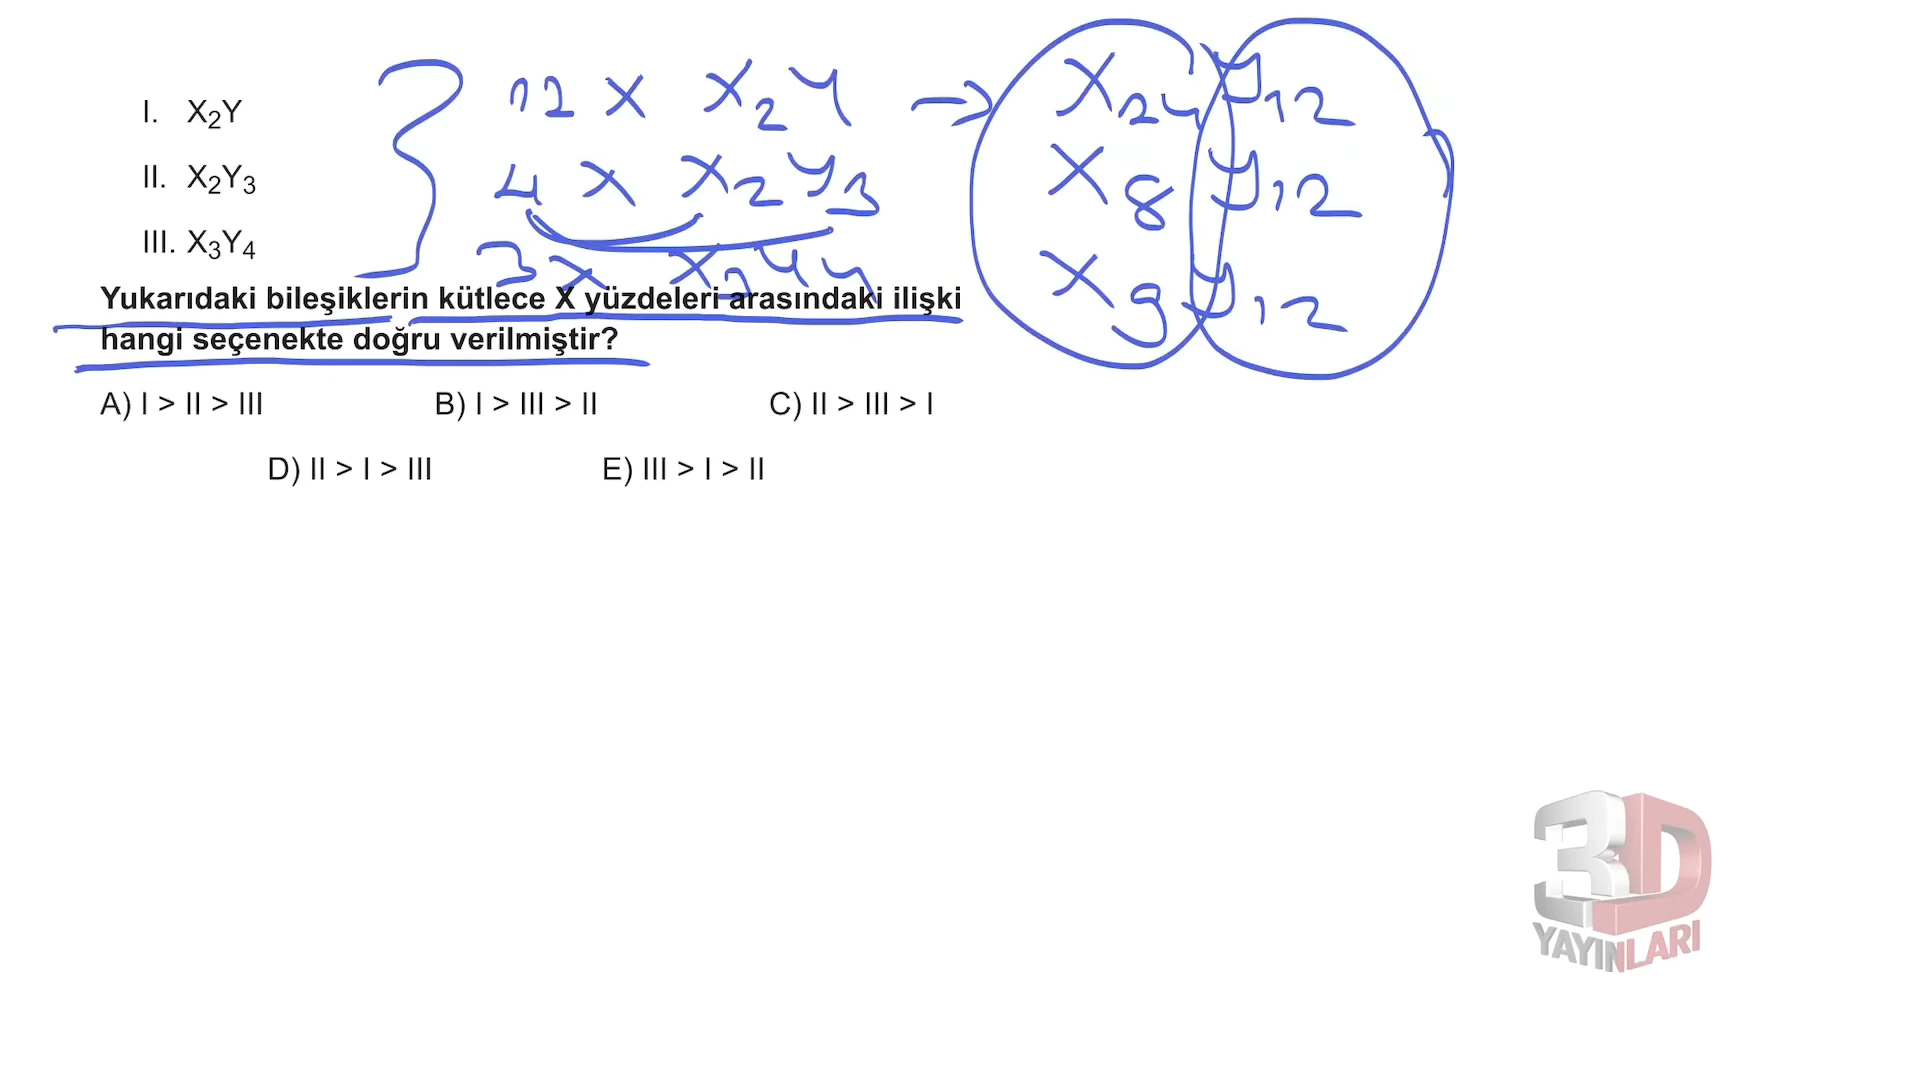 I. X₂Y
II. X₂Y₃
III. X₃Y₄
12 x X₂Y → X₂₄ Y₁₂
4 x X₂Y₃ X₈ Y₁₂
3 x X₃Y₄ X₉ Y₁₂
Yukarıdaki bileşiklerin kütlece X yüzdeleri arasındaki ilişki
hangi seçenekte doğru verilmiştir?
A) I > II > III B) I > III > II C) II > III > I
D) II > I > III E) III > I > II
3D
YAYINLARI